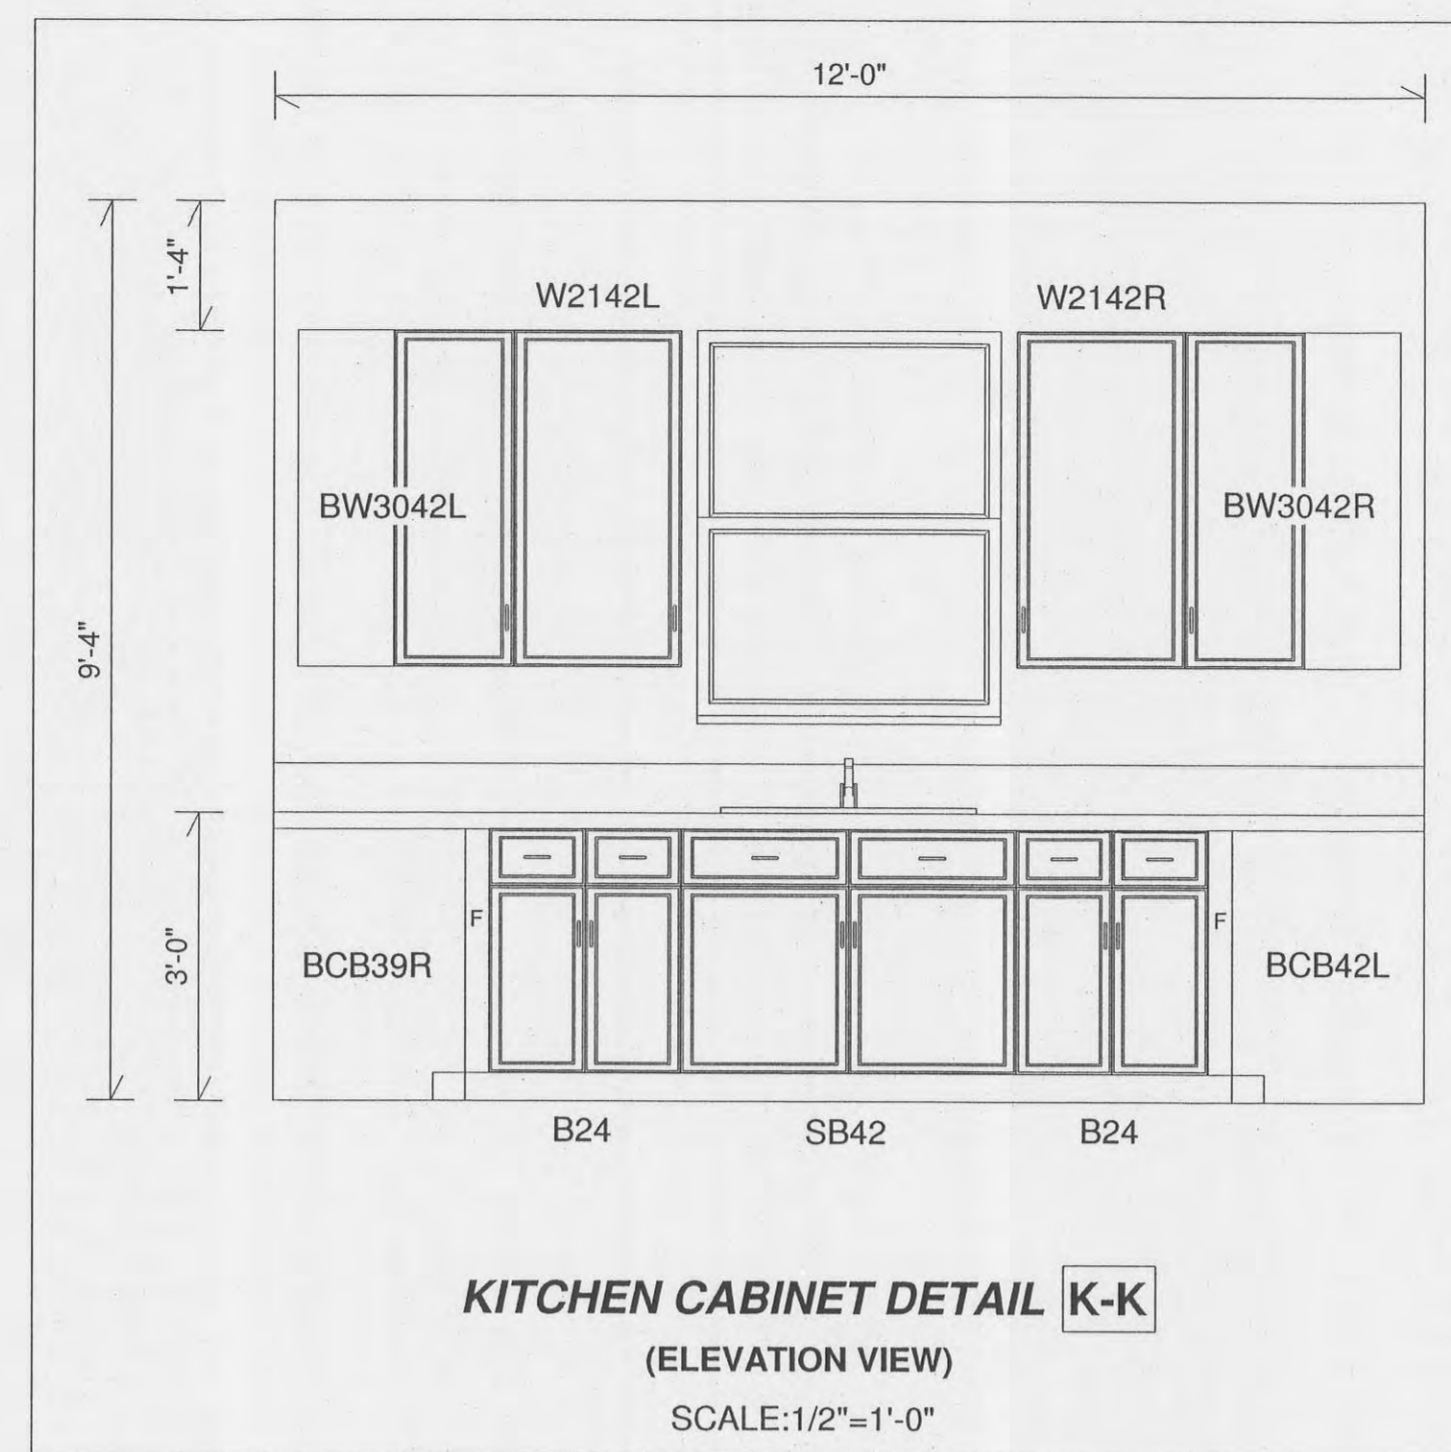 12'-0"
1'-4"
9'-4"
W2142L
W2142R
BW3042L
BW3042R
3'-0"
F
F
BCB39R
BCB42L
B24
SB42
B24
KITCHEN CABINET DETAIL K-K
(ELEVATION VIEW)
SCALE:1/2"=1'-0"